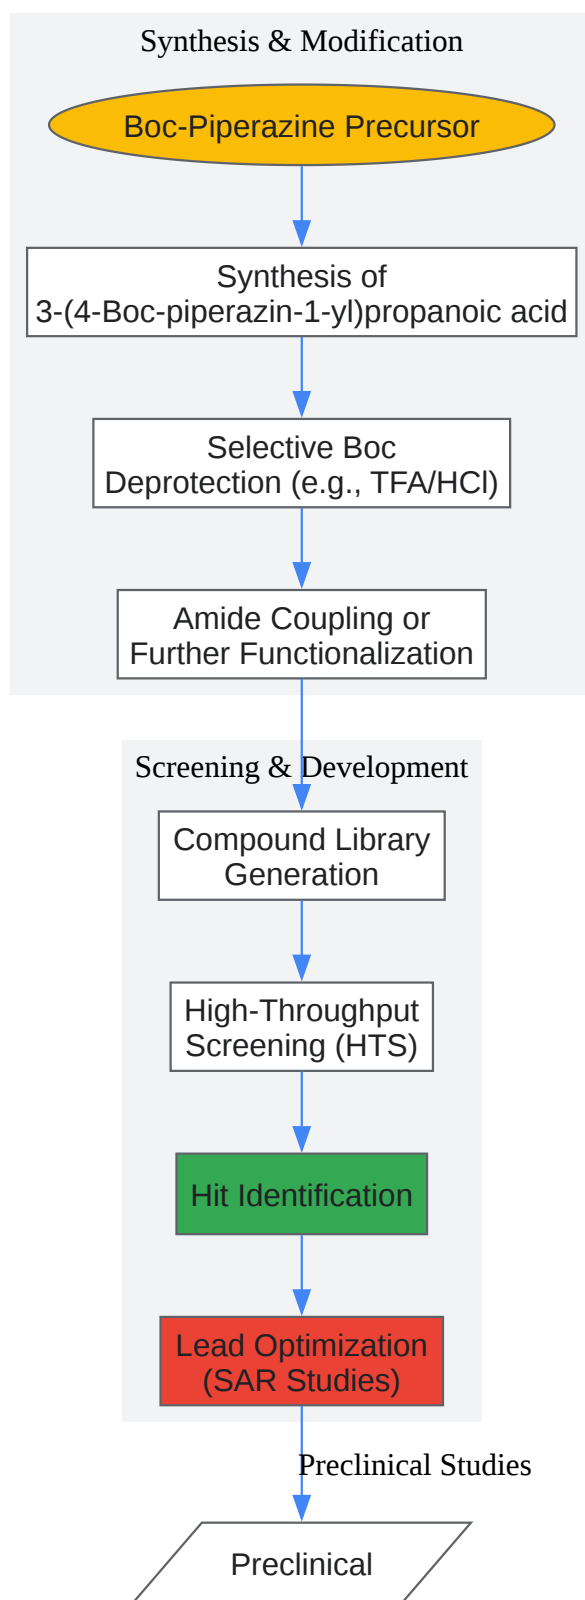 Synthesis & Modification
Boc-Piperazine Precursor
Synthesis of
3-(4-Boc-piperazin-1-yl)propanoic acid
Selective Boc
Deprotection (e.g., TFA/HCl)
Amide Coupling or
Further Functionalization
Screening & Development
Compound Library
Generation
High-Throughput
Screening (HTS)
Hit Identification
Lead Optimization
(SAR Studies)
Preclinical Studies
Preclinical